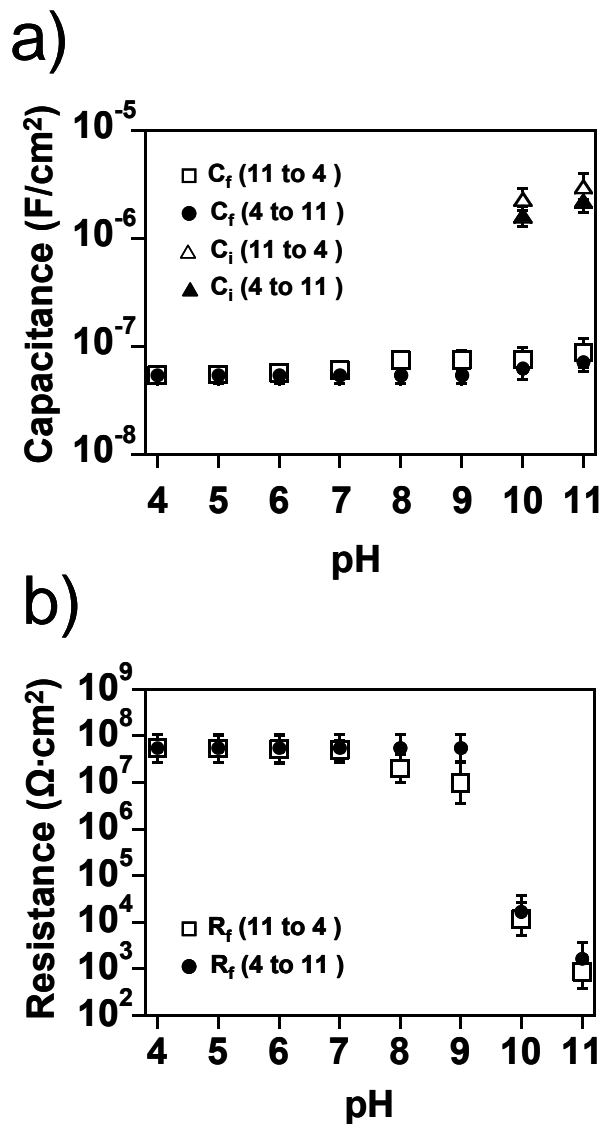 a)
Capacitance (F/cm²)
10⁻⁵
10⁻⁶
10⁻⁷
10⁻⁸
□ C_f (11 to 4 )
● C_f (4 to 11 )
△ C_i (11 to 4 )
▲ C_i (4 to 11 )
4 5 6 7 8 9 10 11
pH
b)
Resistance (Ω·cm²)
10⁹
10⁸
10⁷
10⁶
10⁵
10⁴
10³
10²
□ R_f (11 to 4 )
● R_f (4 to 11 )
4 5 6 7 8 9 10 11
pH